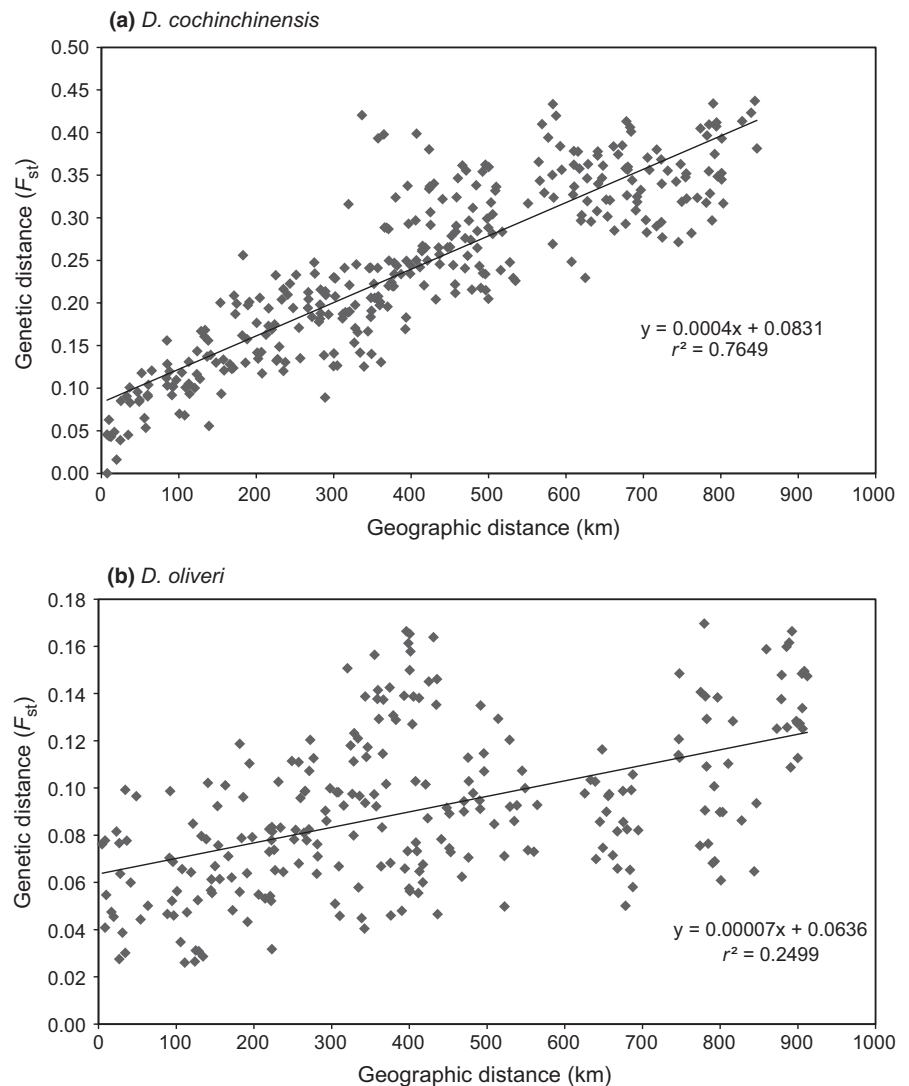 (a) D. cochinchinensis
Genetic distance (Fst)
0.50
0.45
0.40
0.35
0.30
0.25
0.20
0.15
0.10
0.05
0.00
y = 0.0004x + 0.0831
r² = 0.7649
0 100 200 300 400 500 600 700 800 900 1000
Geographic distance (km)
(b) D. oliveri
Genetic distance (Fst)
0.18
0.16
0.14
0.12
0.10
0.08
0.06
0.04
0.02
0.00
y = 0.00007x + 0.0636
r² = 0.2499
0 100 200 300 400 500 600 700 800 900 1000
Geographic distance (km)